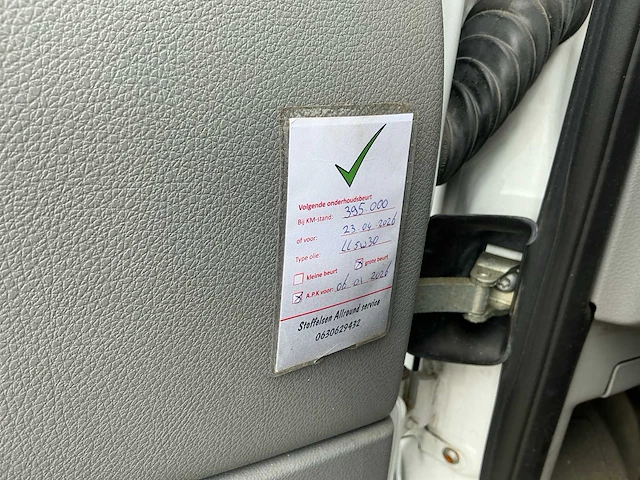 Volgende onderhoudsbeurt
Bij KM-stand: 395.000
of voor: 23 04 2026
Type olie: LL5W30
kleine beurt grote beurt
A.P.K voor: 06 01 2026
Stoffelsen Allround service
0630629432